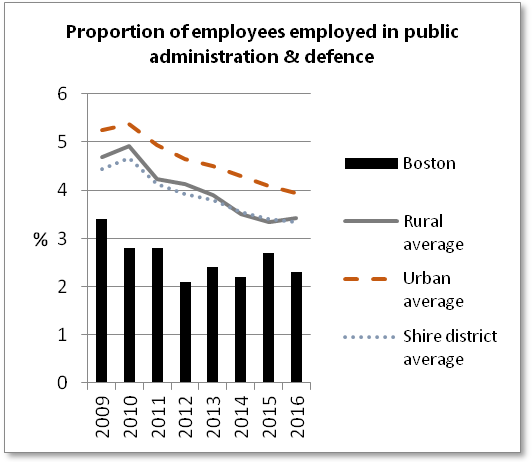 Proportion of employees employed in public
administration & defence
6
5
4
3
2
1
0
%
2009
2010
2011
2012
2013
2014
2015
2016
Boston
Rural
average
Urban
average
Shire district
average